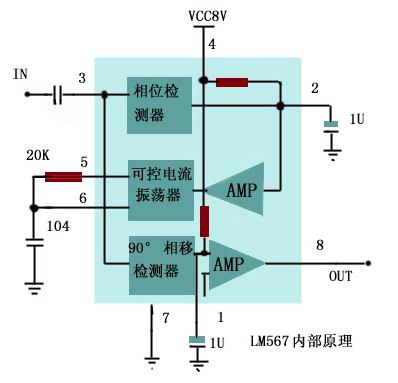 VCC8V
4
IN
3
相位检
测器
2
1U
20K
5
可控电流
振荡器
AMP
6
104
90° 相移
检测器
AMP
8
OUT
7
1
1U
LM567内部原理